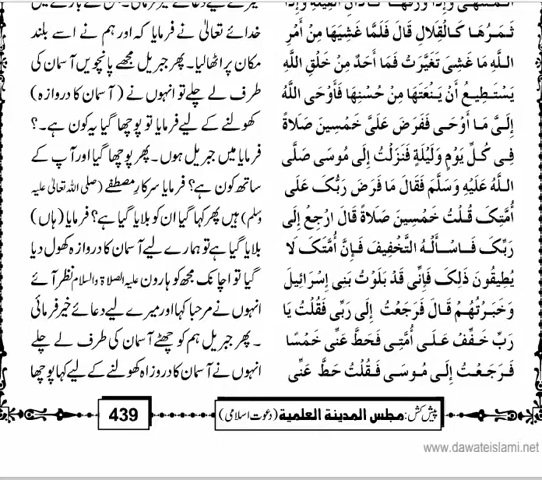 ثَمَرُهَا كَالْقِلَالِ قَالَ فَلَمَّا غَشِيَهَا مِنْ أَمْرِ
اللَّهِ مَا غَشِیَ تَغَيَّرَتْ فَمَا أَحَدٌ مِنْ خَلْقِ اللَّهِ
يَسْتَطِيعُ أَنْ يَنْعَتَهَا مِنْ حُسْنِهَا فَأَوْحَى اللَّهُ
إِلَیَّ مَا أَوْحَى فَفَرَضَ عَلَیَّ خَمْسِينَ صَلَاةً
فِی كُلِّ يَوْمٍ وَلَيْلَةٍ فَنَزَلْتُ إِلَى مُوسَى صَلَّى
اللَّهُ عَلَيْهِ وَسَلَّمَ فَقَالَ مَا فَرَضَ رَبُّكَ عَلَى
أُمَّتِكَ قُلْتُ خَمْسِينَ صَلَاةً قَالَ ارْجِعْ إِلَى
رَبِّكَ فَاسْأَلْهُ التَّخْفِيفَ فَإِنَّ أُمَّتَكَ لَا
يُطِيقُونَ ذَلِكَ فَإِنِّی قَدْ بَلَوْتُ بَنِی إِسْرَائِيلَ
وَخَبَرْتُهُمْ قَالَ فَرَجَعْتُ إِلَى رَبِّی فَقُلْتُ يَا
رَبِّ خَفِّفْ عَلَى أُمَّتِی فَحَطَّ عَنِّی خَمْسًا
فَرَجَعْتُ إِلَى مُوسَى فَقُلْتُ حَطَّ عَنِّی
خدائے تعالیٰ نے فرمایا کہ اور ہم نے اسے بلند
مکان پر اٹھالیا۔ پھر جبریل مجھے پانچویں آسمان کی
طرف لے چلے تو انہوں نے (آسمان کا دروازہ)
کھولنے کے لیے فرمایا تو پوچھا گیا یہ کون ہے۔؟
فرمایا میں جبریل ہوں۔ پھر پوچھا گیا اور آپ کے
ساتھ کون ہے؟ فرمایا سرکار مصطفے (صلی اللہ تعالیٰ علیہ
وسلم) ہیں پھر کہا گیا ان کو بلایا گیا ہے؟ فرمایا (ہاں)
بلایا گیا ہے تو ہمارے لیے آسمان کا دروازہ کھول دیا
گیا تو اچانک مجھ کو ہارون علیہ الصلاۃ والسلام نظر آئے
انہوں نے مرحبا کہا اور میرے لیے دعائے خیر فرمائی
۔ پھر جبریل ہم کو چھٹے آسمان کی طرف لے چلے
انہوں نے آسمان کا دروازہ کھولنے کے لیے کہا پوچھا
پیش کش: مجلس المدینة العلمیة (دعوت اسلامی)
439
www.dawateislami.net